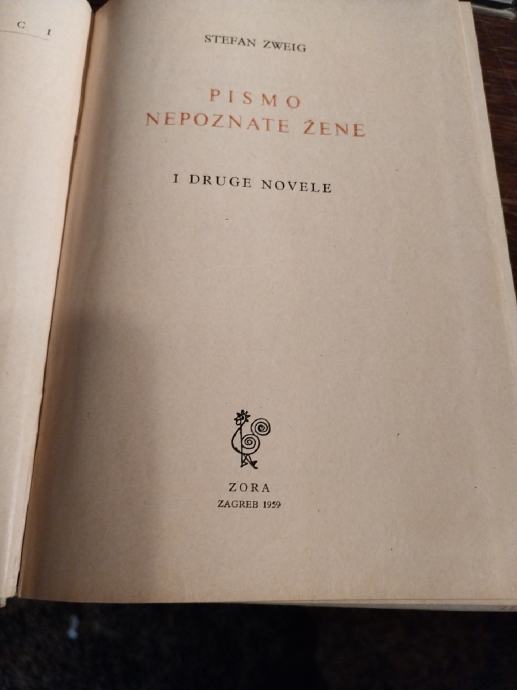 C I
STEFAN ZWEIG
PISMO
NEPOZNATE ŽENE
I DRUGE NOVELE
ZORA
ZAGREB 1959